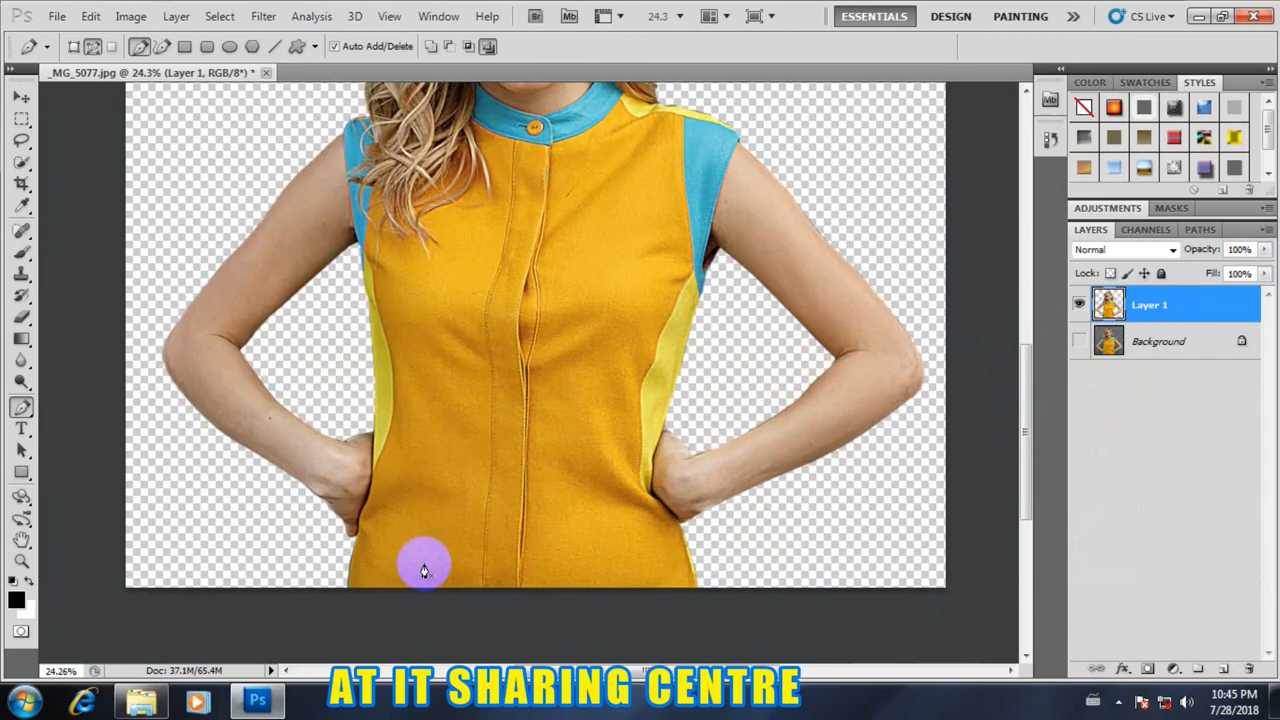 Ps File Edit Image Layer Select Filter Analysis 3D View Window Help Br Mb 24.3 ESSENTIALS DESIGN PAINTING CS Live
Auto Add/Delete
_MG_5077.jpg @ 24.3% (Layer 1, RGB/8*) *
COLOR SWATCHES STYLES
Mb
ADJUSTMENTS MASKS
LAYERS CHANNELS PATHS
Normal Opacity: 100%
Lock: Fill: 100%
Layer 1
Background
T
24.26% Doc: 37.1M/65.4M
fx
Ps
AT IT SHARING CENTRE
10:45 PM
7/28/2018